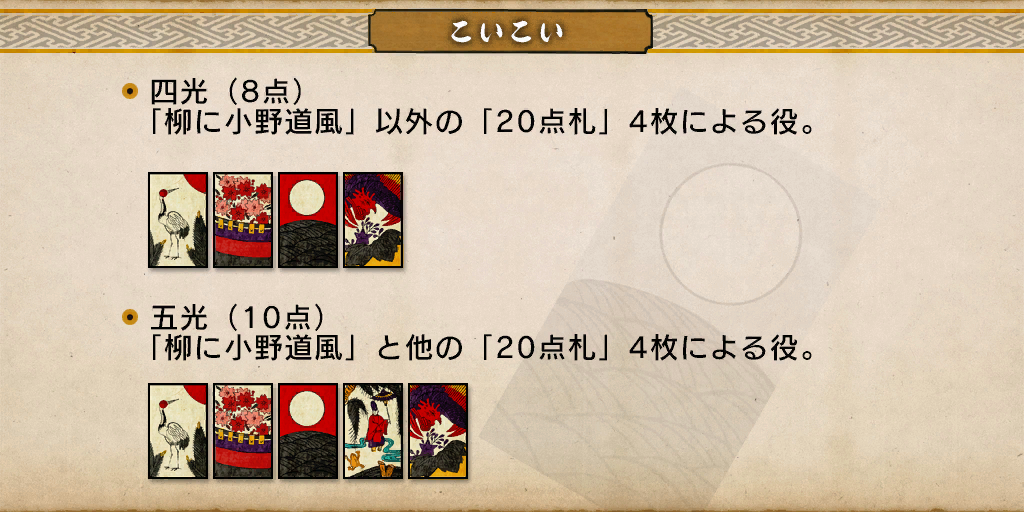 こいこい
四光（8点）
「柳に小野道風」以外の「20点札」4枚による役。
五光（10点）
「柳に小野道風」と他の「20点札」4枚による役。